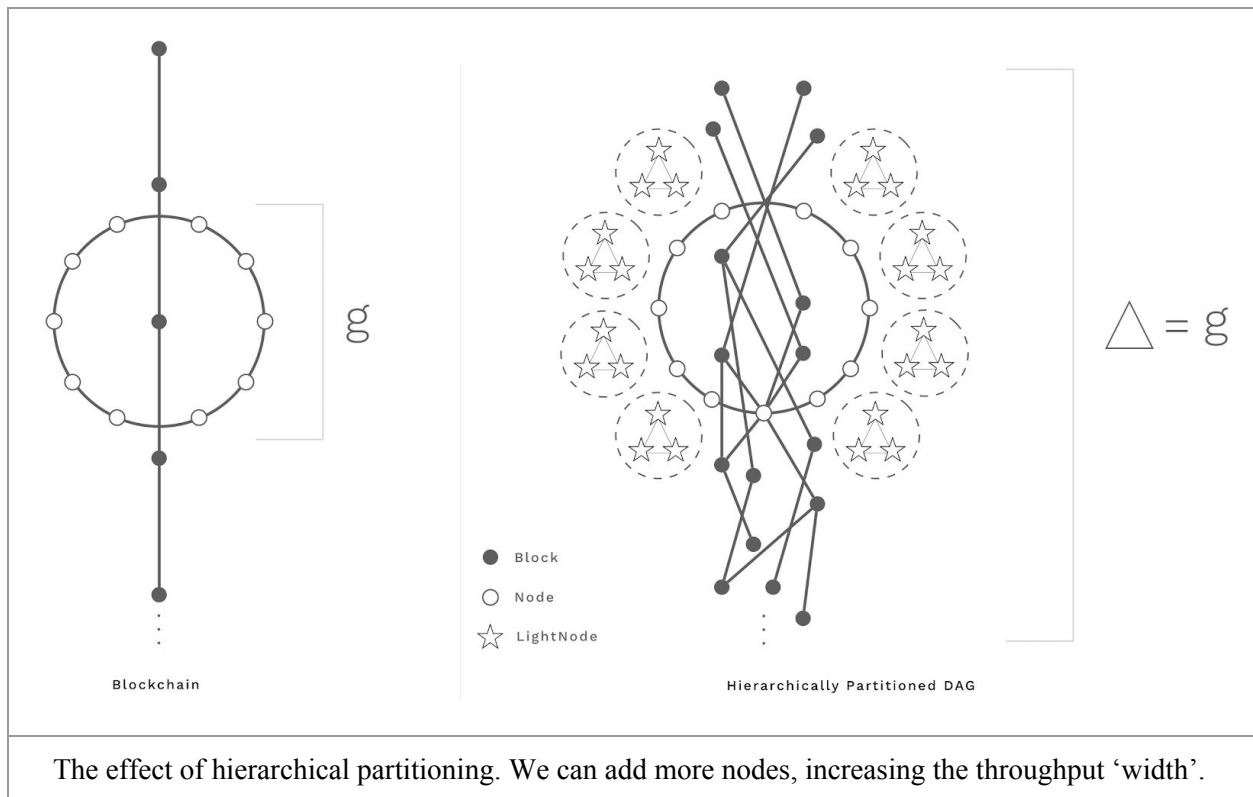 g
△ = g
Block
Node
LightNode
Blockchain
Hierarchically Partitioned DAG
The effect of hierarchical partitioning. We can add more nodes, increasing the throughput ‘width’.